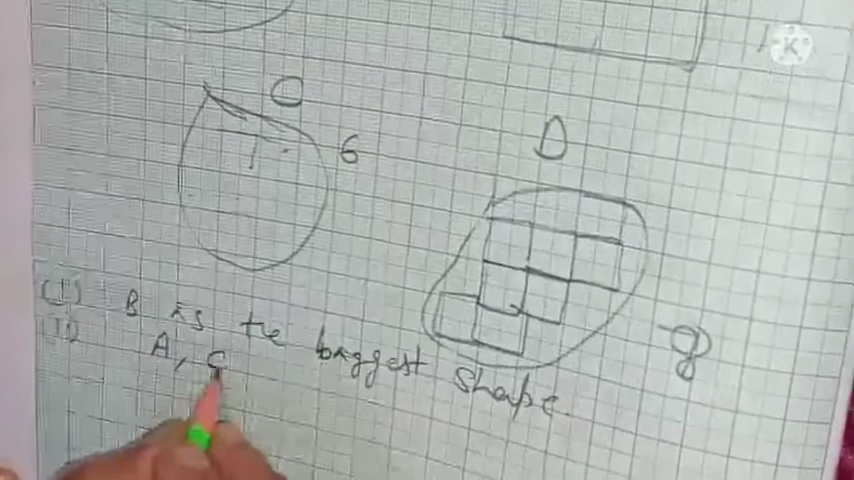 C
6
D
8
(I) B is the biggest shape.
(II) A, C
K